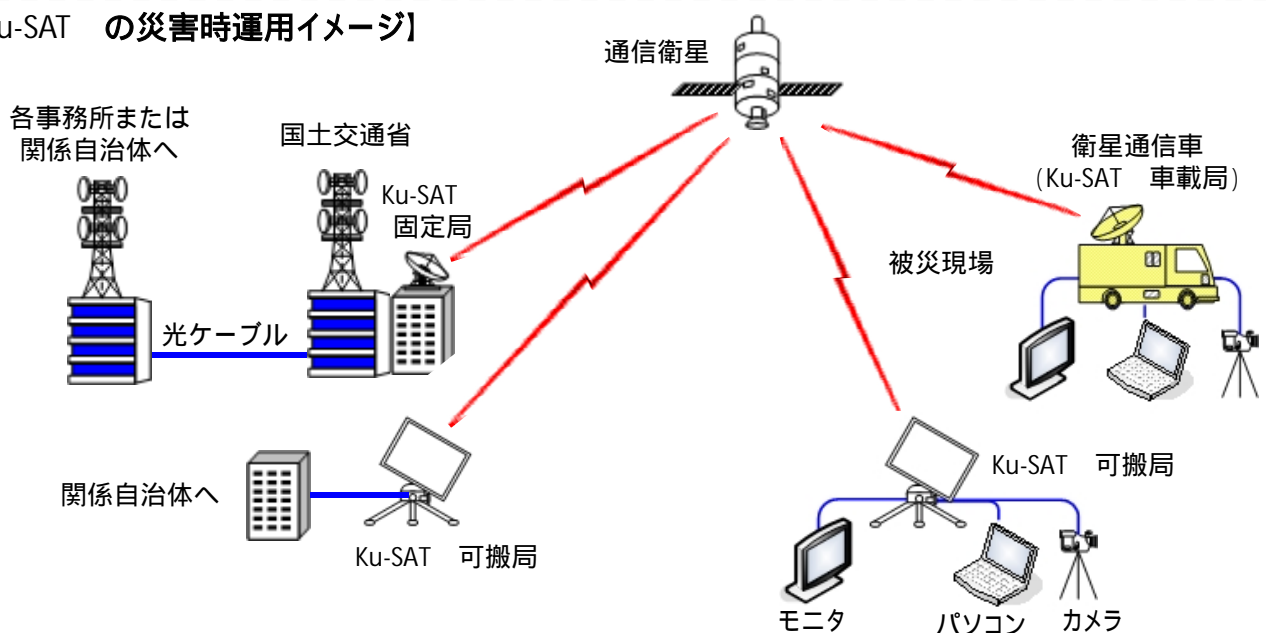 u-SAT の災害時運用イメージ】
通信衛星
各事務所または
関係自治体へ
国土交通省
Ku-SAT
固定局
衛星通信車
(Ku-SAT 車載局)
被災現場
光ケーブル
関係自治体へ
Ku-SAT 可搬局
Ku-SAT 可搬局
モニタ
パソコン
カメラ